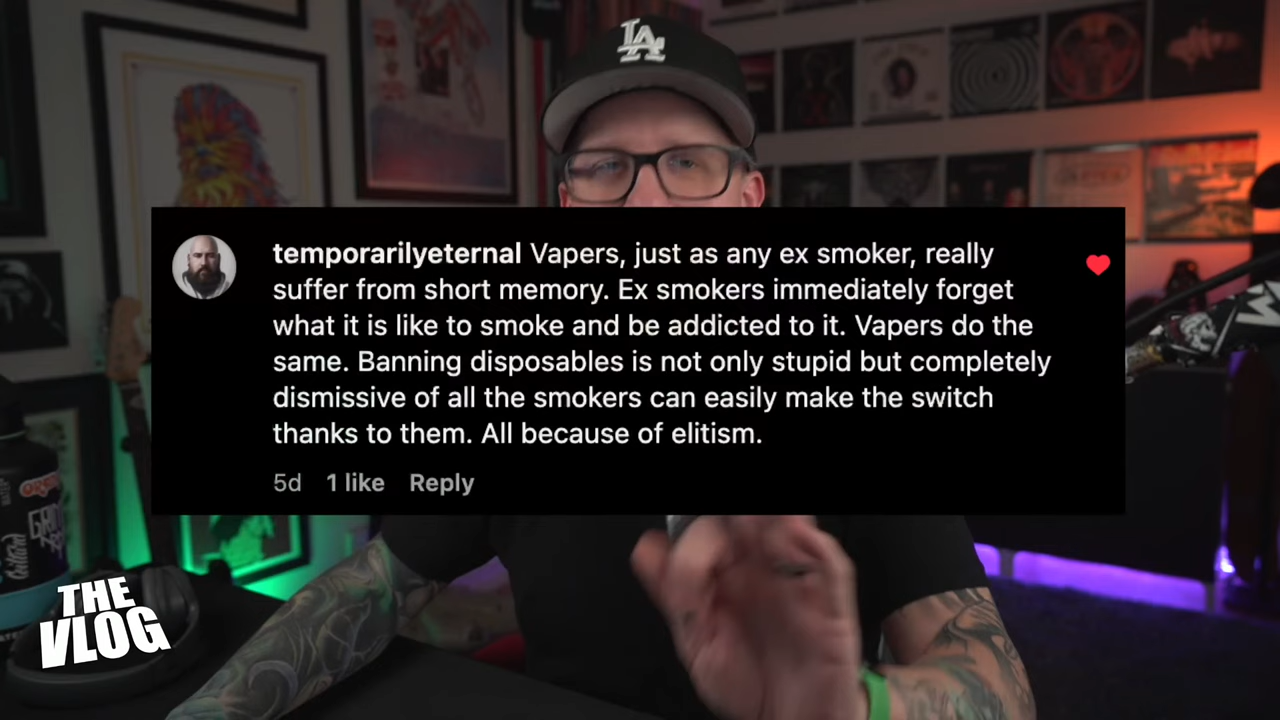 LA
temporarilyeternal Vapers, just as any ex smoker, really
suffer from short memory. Ex smokers immediately forget
what it is like to smoke and be addicted to it. Vapers do the
same. Banning disposables is not only stupid but completely
dismissive of all the smokers can easily make the switch
thanks to them. All because of elitism.
5d 1 like Reply
THE
VLOG